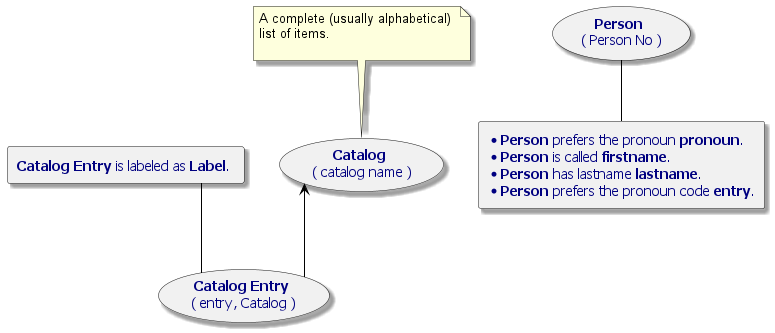 A complete (usually alphabetical)
list of items.
Person
( Person No )
Catalog Entry is labeled as Label.
Catalog
( catalog name )
• Person prefers the pronoun pronoun.
• Person is called firstname.
• Person has lastname lastname.
• Person prefers the pronoun code entry.
Catalog Entry
( entry, Catalog )